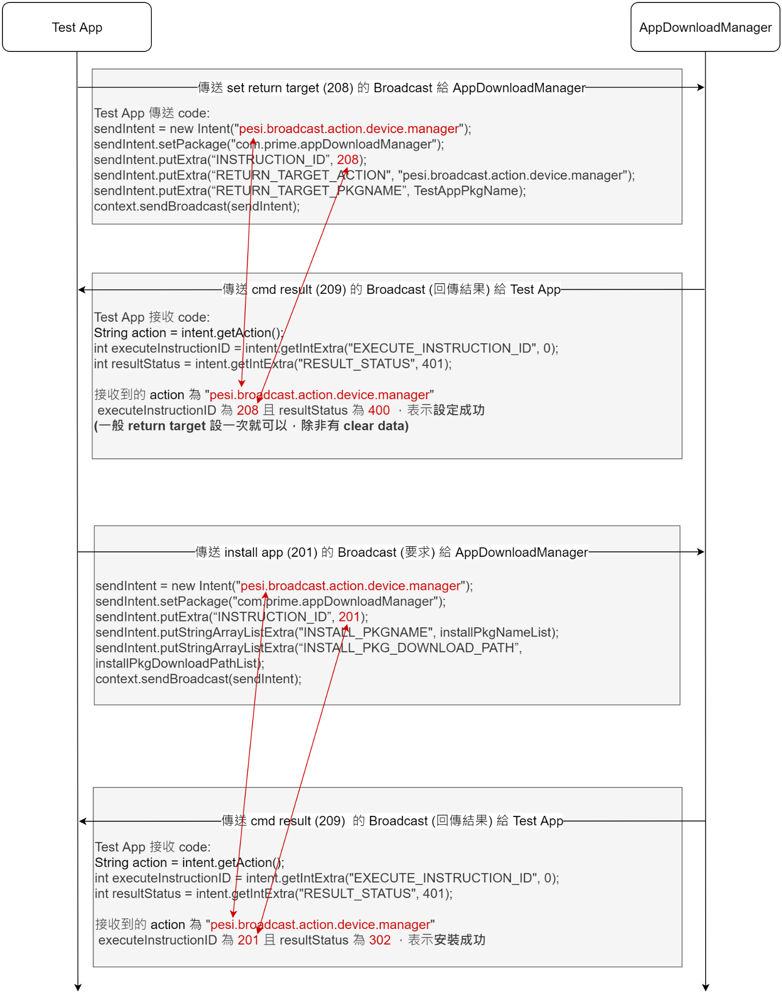 Test App
AppDownloadManager
傳送 set return target (208) 的 Broadcast 給 AppDownloadManager
Test App 傳送 code:
sendIntent = new Intent("pesi.broadcast.action.device.manager");
sendIntent.setPackage("com.prime.appDownloadManager");
sendIntent.putExtra(“INSTRUCTION_ID”, 208);
sendIntent.putExtra(“RETURN_TARGET_ACTION", "pesi.broadcast.action.device.manager");
sendIntent.putExtra(“RETURN_TARGET_PKGNAME”, TestAppPkgName);
context.sendBroadcast(sendIntent);
傳送 cmd result (209) 的 Broadcast (回傳結果) 給 Test App
Test App 接收 code:
String action = intent.getAction();
int executeInstructionID = intent.getIntExtra("EXECUTE_INSTRUCTION_ID", 0);
int resultStatus = intent.getIntExtra("RESULT_STATUS", 401);
接收到的 action 為 "pesi.broadcast.action.device.manager"
executeInstructionID 為 208 且 resultStatus 為 400 ，表示設定成功
(一般 return target 設一次就可以，除非有 clear data)
傳送 install app (201) 的 Broadcast (要求) 給 AppDownloadManager
sendIntent = new Intent("pesi.broadcast.action.device.manager");
sendIntent.setPackage("com.prime.appDownloadManager");
sendIntent.putExtra(“INSTRUCTION_ID”, 201);
sendIntent.putStringArrayListExtra("INSTALL_PKGNAME", installPkgNameList);
sendIntent.putStringArrayListExtra(“INSTALL_PKG_DOWNLOAD_PATH”,
installPkgDownloadPathList);
context.sendBroadcast(sendIntent);
傳送 cmd result (209)  的 Broadcast (回傳結果) 給 Test App
Test App 接收 code:
String action = intent.getAction();
int executeInstructionID = intent.getIntExtra("EXECUTE_INSTRUCTION_ID", 0);
int resultStatus = intent.getIntExtra("RESULT_STATUS", 401);
接收到的 action 為 "pesi.broadcast.action.device.manager"
executeInstructionID 為 201 且 resultStatus 為 302 ，表示安裝成功